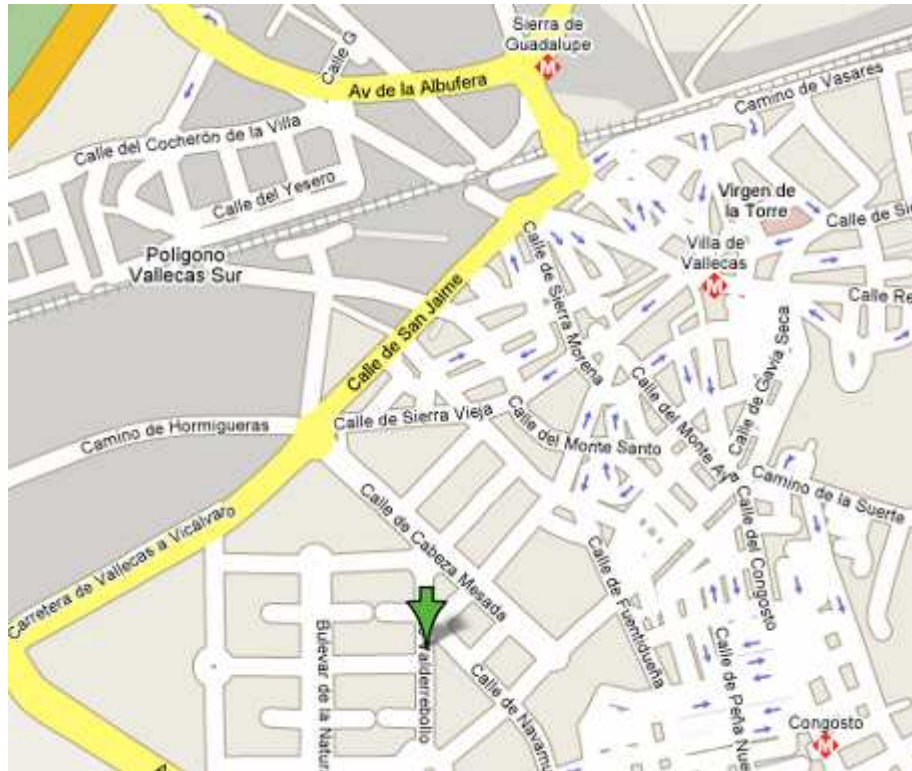 Sierra de
Guadalupe
M
Calle G
Av de la Albufera
Camino de Vasares
Calle del Cocherón de la Villa
Calle del Yesero
Virgen de
la Torre
Calle de Si
Polígono
Vallecas Sur
Villa de
Vallecas
M
Calle de Sierra Morena
Calle Re
Calle de San Jaime
Calle de Gavia Seca
Calle de Sierra Vieja
Camino de Hormigueras
Calle del Monte Santo
Calle del Monte Av
Camino de la Suerte
Calle de Cabeza Mesada
Calle del Congosto
Carretera de Vallecas a Vicálvaro
Calle de Fuentidueña
Bulevar de la Natur
Valderrebollo
Calle de Navamu
Calle de Peña Nue
Congosto
M